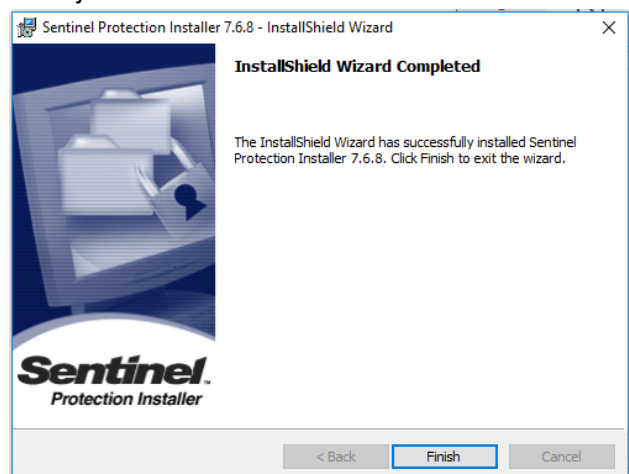 Sentinel Protection Installer 7.6.8 - InstallShield Wizard
InstallShield Wizard Completed
The InstallShield Wizard has successfully installed Sentinel
Protection Installer 7.6.8. Click Finish to exit the wizard.
Sentinel™
Protection Installer
< Back
Finish
Cancel